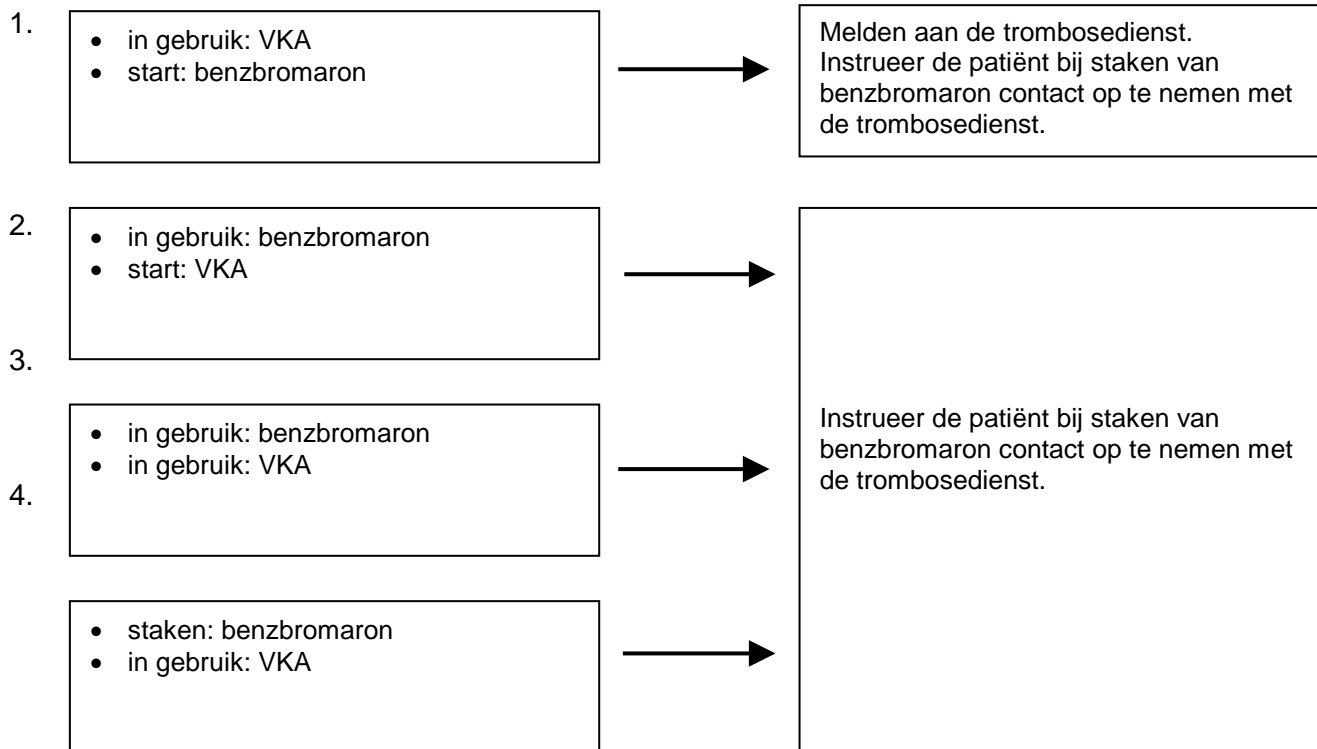 1.
• in gebruik: VKA
• start: benzbromaron
Melden aan de trombosedienst.
Instrueer de patiënt bij staken van
benzbromaron contact op te nemen met
de trombosedienst.
2.
• in gebruik: benzbromaron
• start: VKA
3.
• in gebruik: benzbromaron
• in gebruik: VKA
Instrueer de patiënt bij staken van
benzbromaron contact op te nemen met
de trombosedienst.
4.
• staken: benzbromaron
• in gebruik: VKA